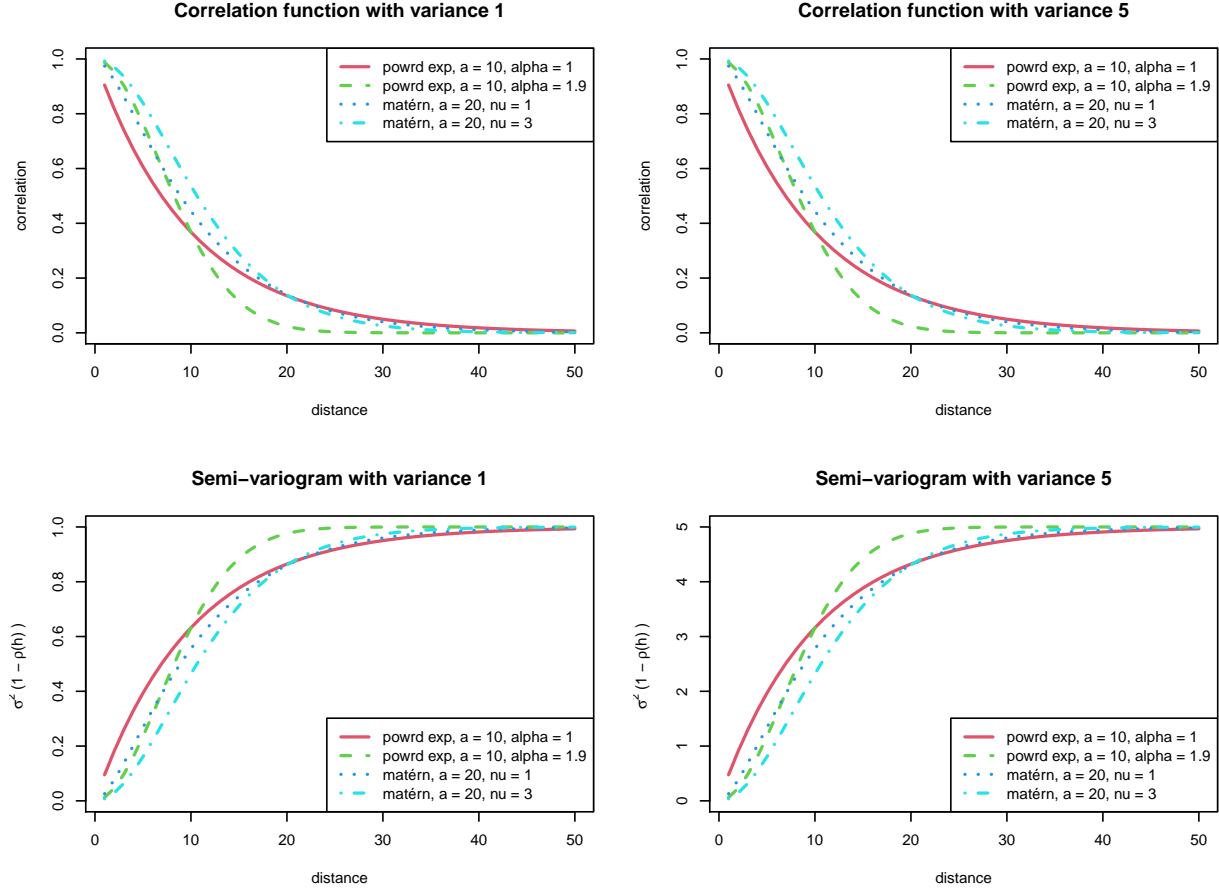 Correlation function with variance 1
correlation
0.0 0.2 0.4 0.6 0.8 1.0
powrd exp, a = 10, alpha = 1
powrd exp, a = 10, alpha = 1.9
matérn, a = 20, nu = 1
matérn, a = 20, nu = 3
0 10 20 30 40 50
distance
Correlation function with variance 5
correlation
0.0 0.2 0.4 0.6 0.8 1.0
powrd exp, a = 10, alpha = 1
powrd exp, a = 10, alpha = 1.9
matérn, a = 20, nu = 1
matérn, a = 20, nu = 3
0 10 20 30 40 50
distance
Semi−variogram with variance 1
σ² (1 − ρ(h) )
0.0 0.2 0.4 0.6 0.8 1.0
powrd exp, a = 10, alpha = 1
powrd exp, a = 10, alpha = 1.9
matérn, a = 20, nu = 1
matérn, a = 20, nu = 3
0 10 20 30 40 50
distance
Semi−variogram with variance 5
σ² (1 − ρ(h) )
0 1 2 3 4 5
powrd exp, a = 10, alpha = 1
powrd exp, a = 10, alpha = 1.9
matérn, a = 20, nu = 1
matérn, a = 20, nu = 3
0 10 20 30 40 50
distance